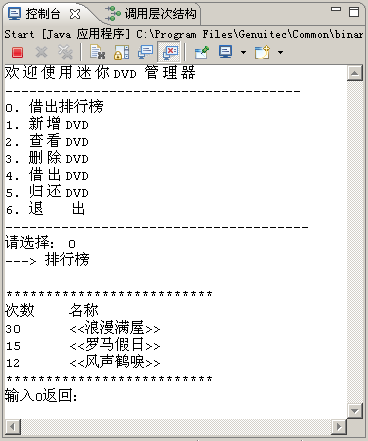 控制台 调用层次结构
Start [Java 应用程序] C:\Program Files\Genuitec\Common\binar
欢迎使用迷你DVD 管理器
-------------------------------------
0. 借出排行榜
1. 新增DVD
2. 查看DVD
3. 删除DVD
4. 借出DVD
5. 归还DVD
6. 退 出
--------------------------------------
请选择: 0
---> 排行榜
**************************
次数 名称
30 <<浪漫满屋>>
15 <<罗马假日>>
12 <<风声鹤唳>>
**************************
输入0返回: